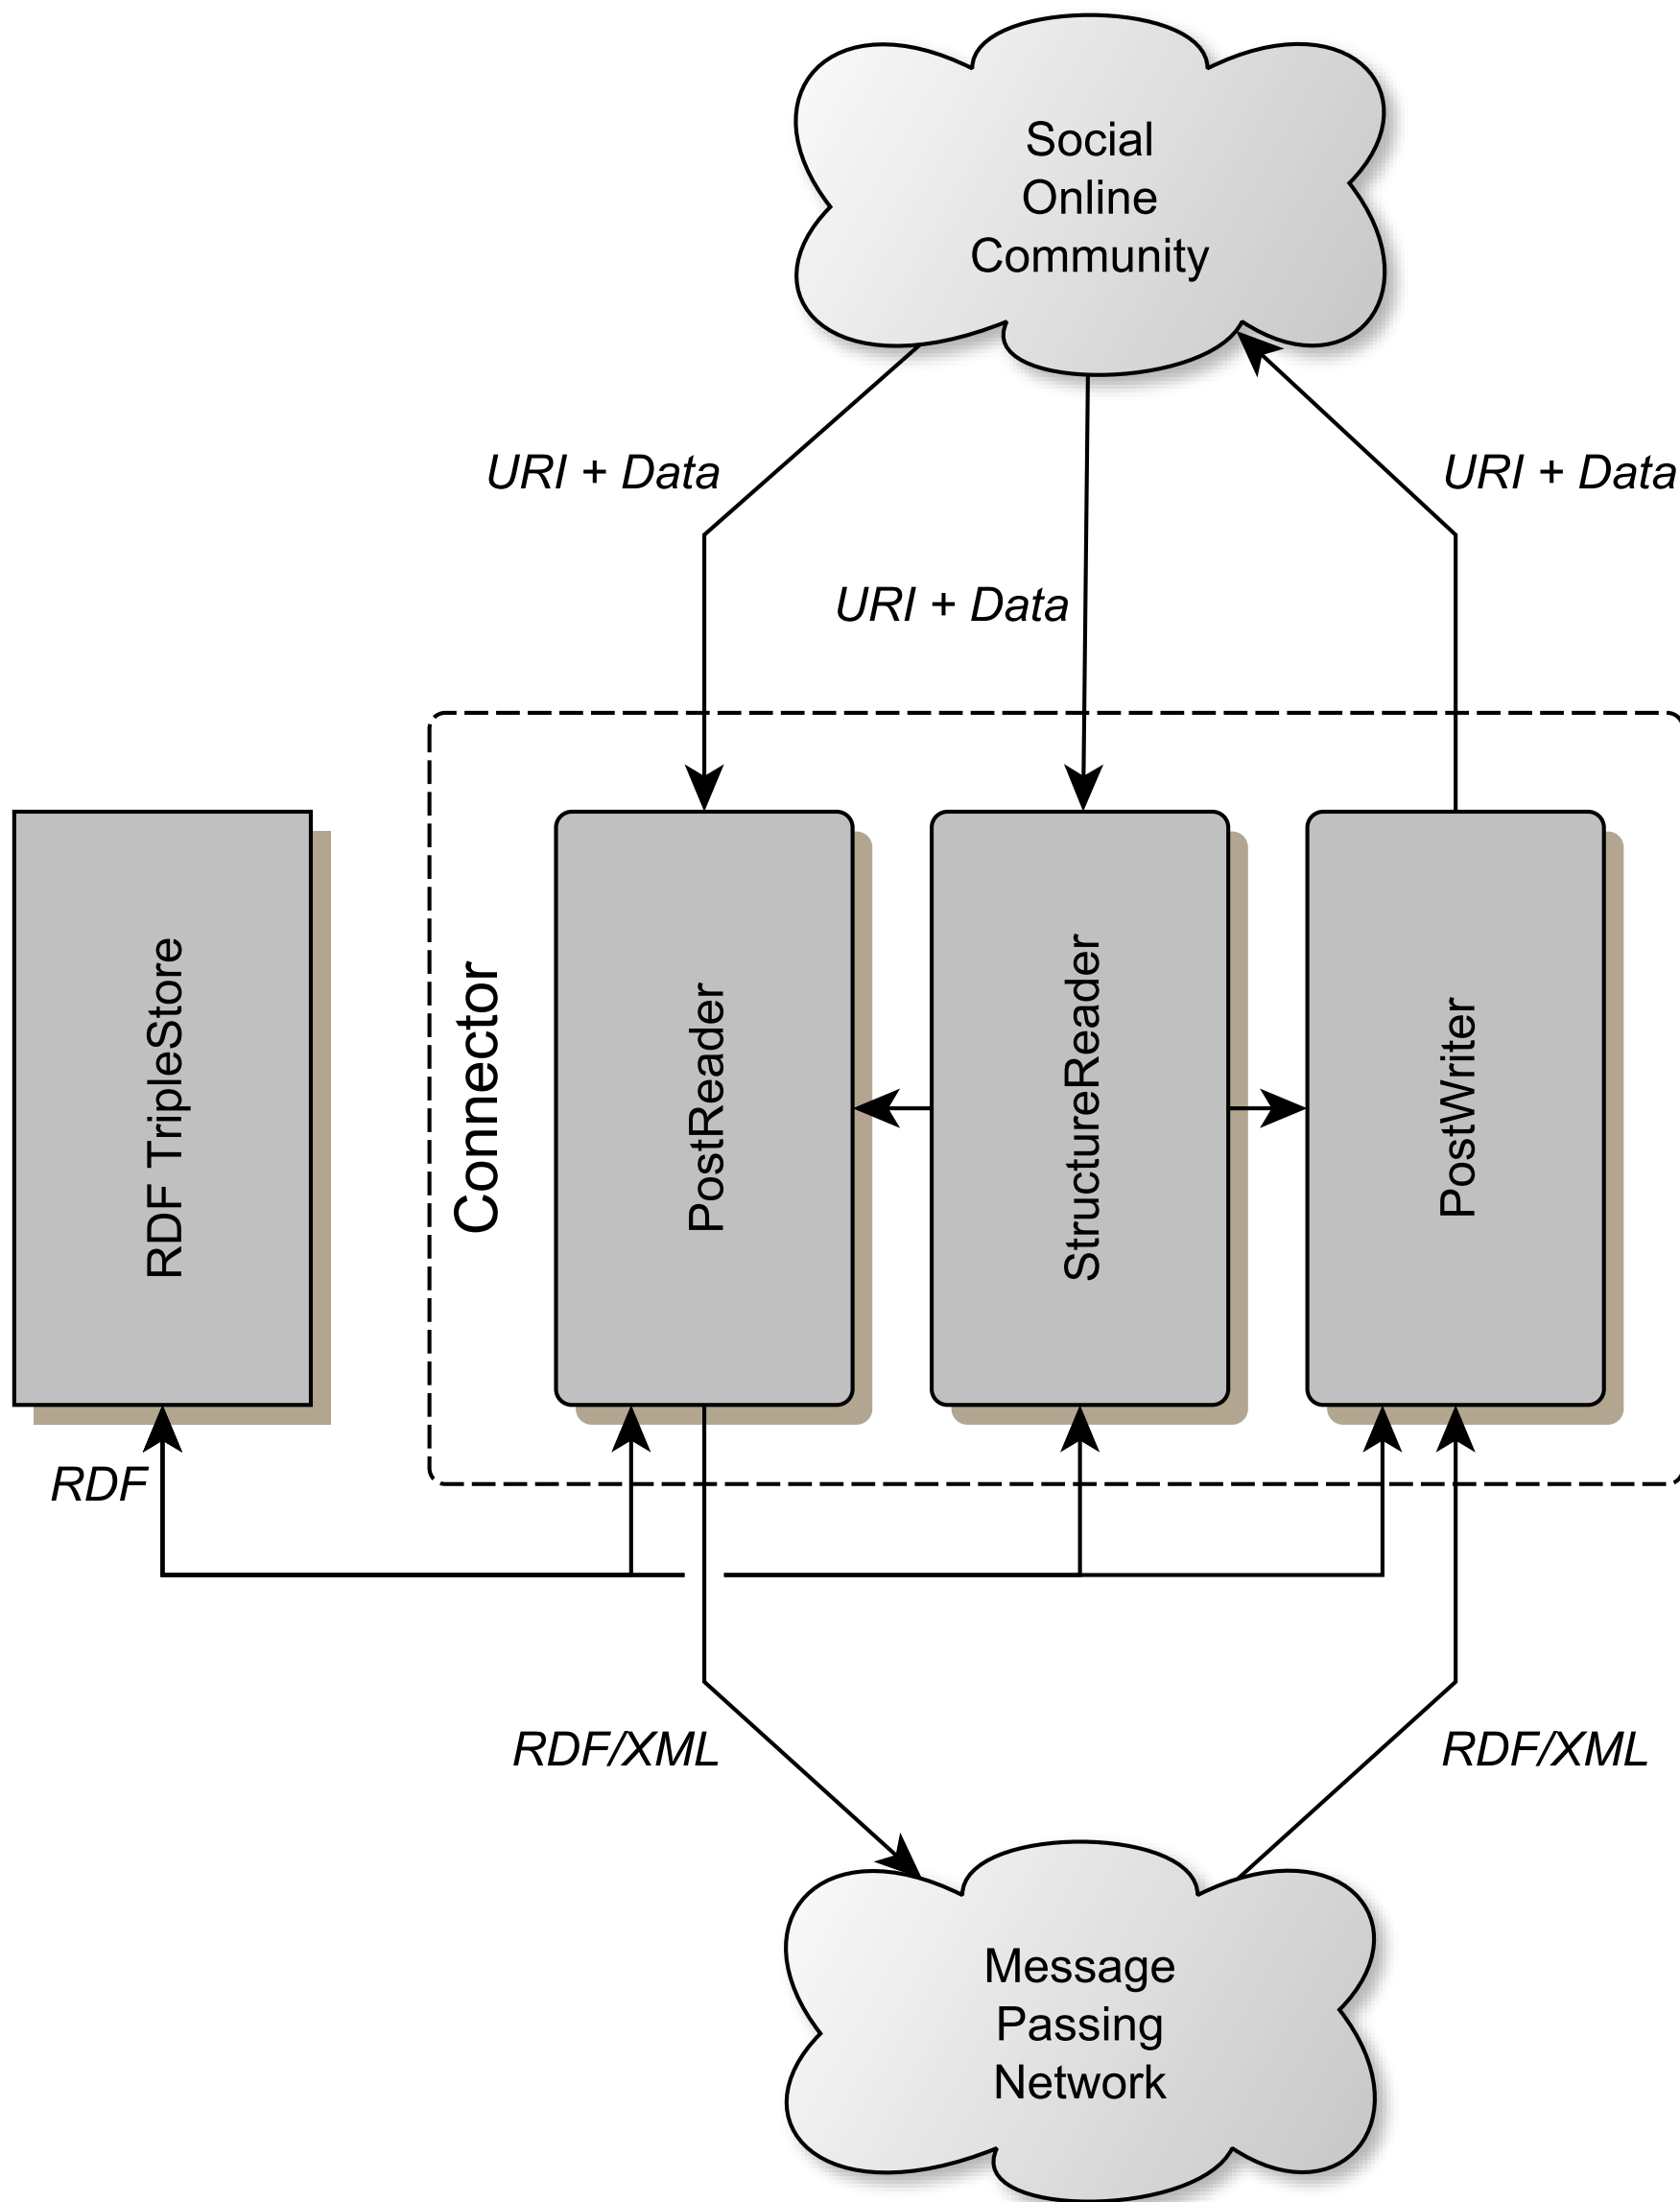 Social
Online
Community
URI + Data
URI + Data
URI + Data
RDF TripleStore
Connector
PostReader
StructureReader
PostWriter
RDF
RDF/XML
RDF/XML
Message
Passing
Network